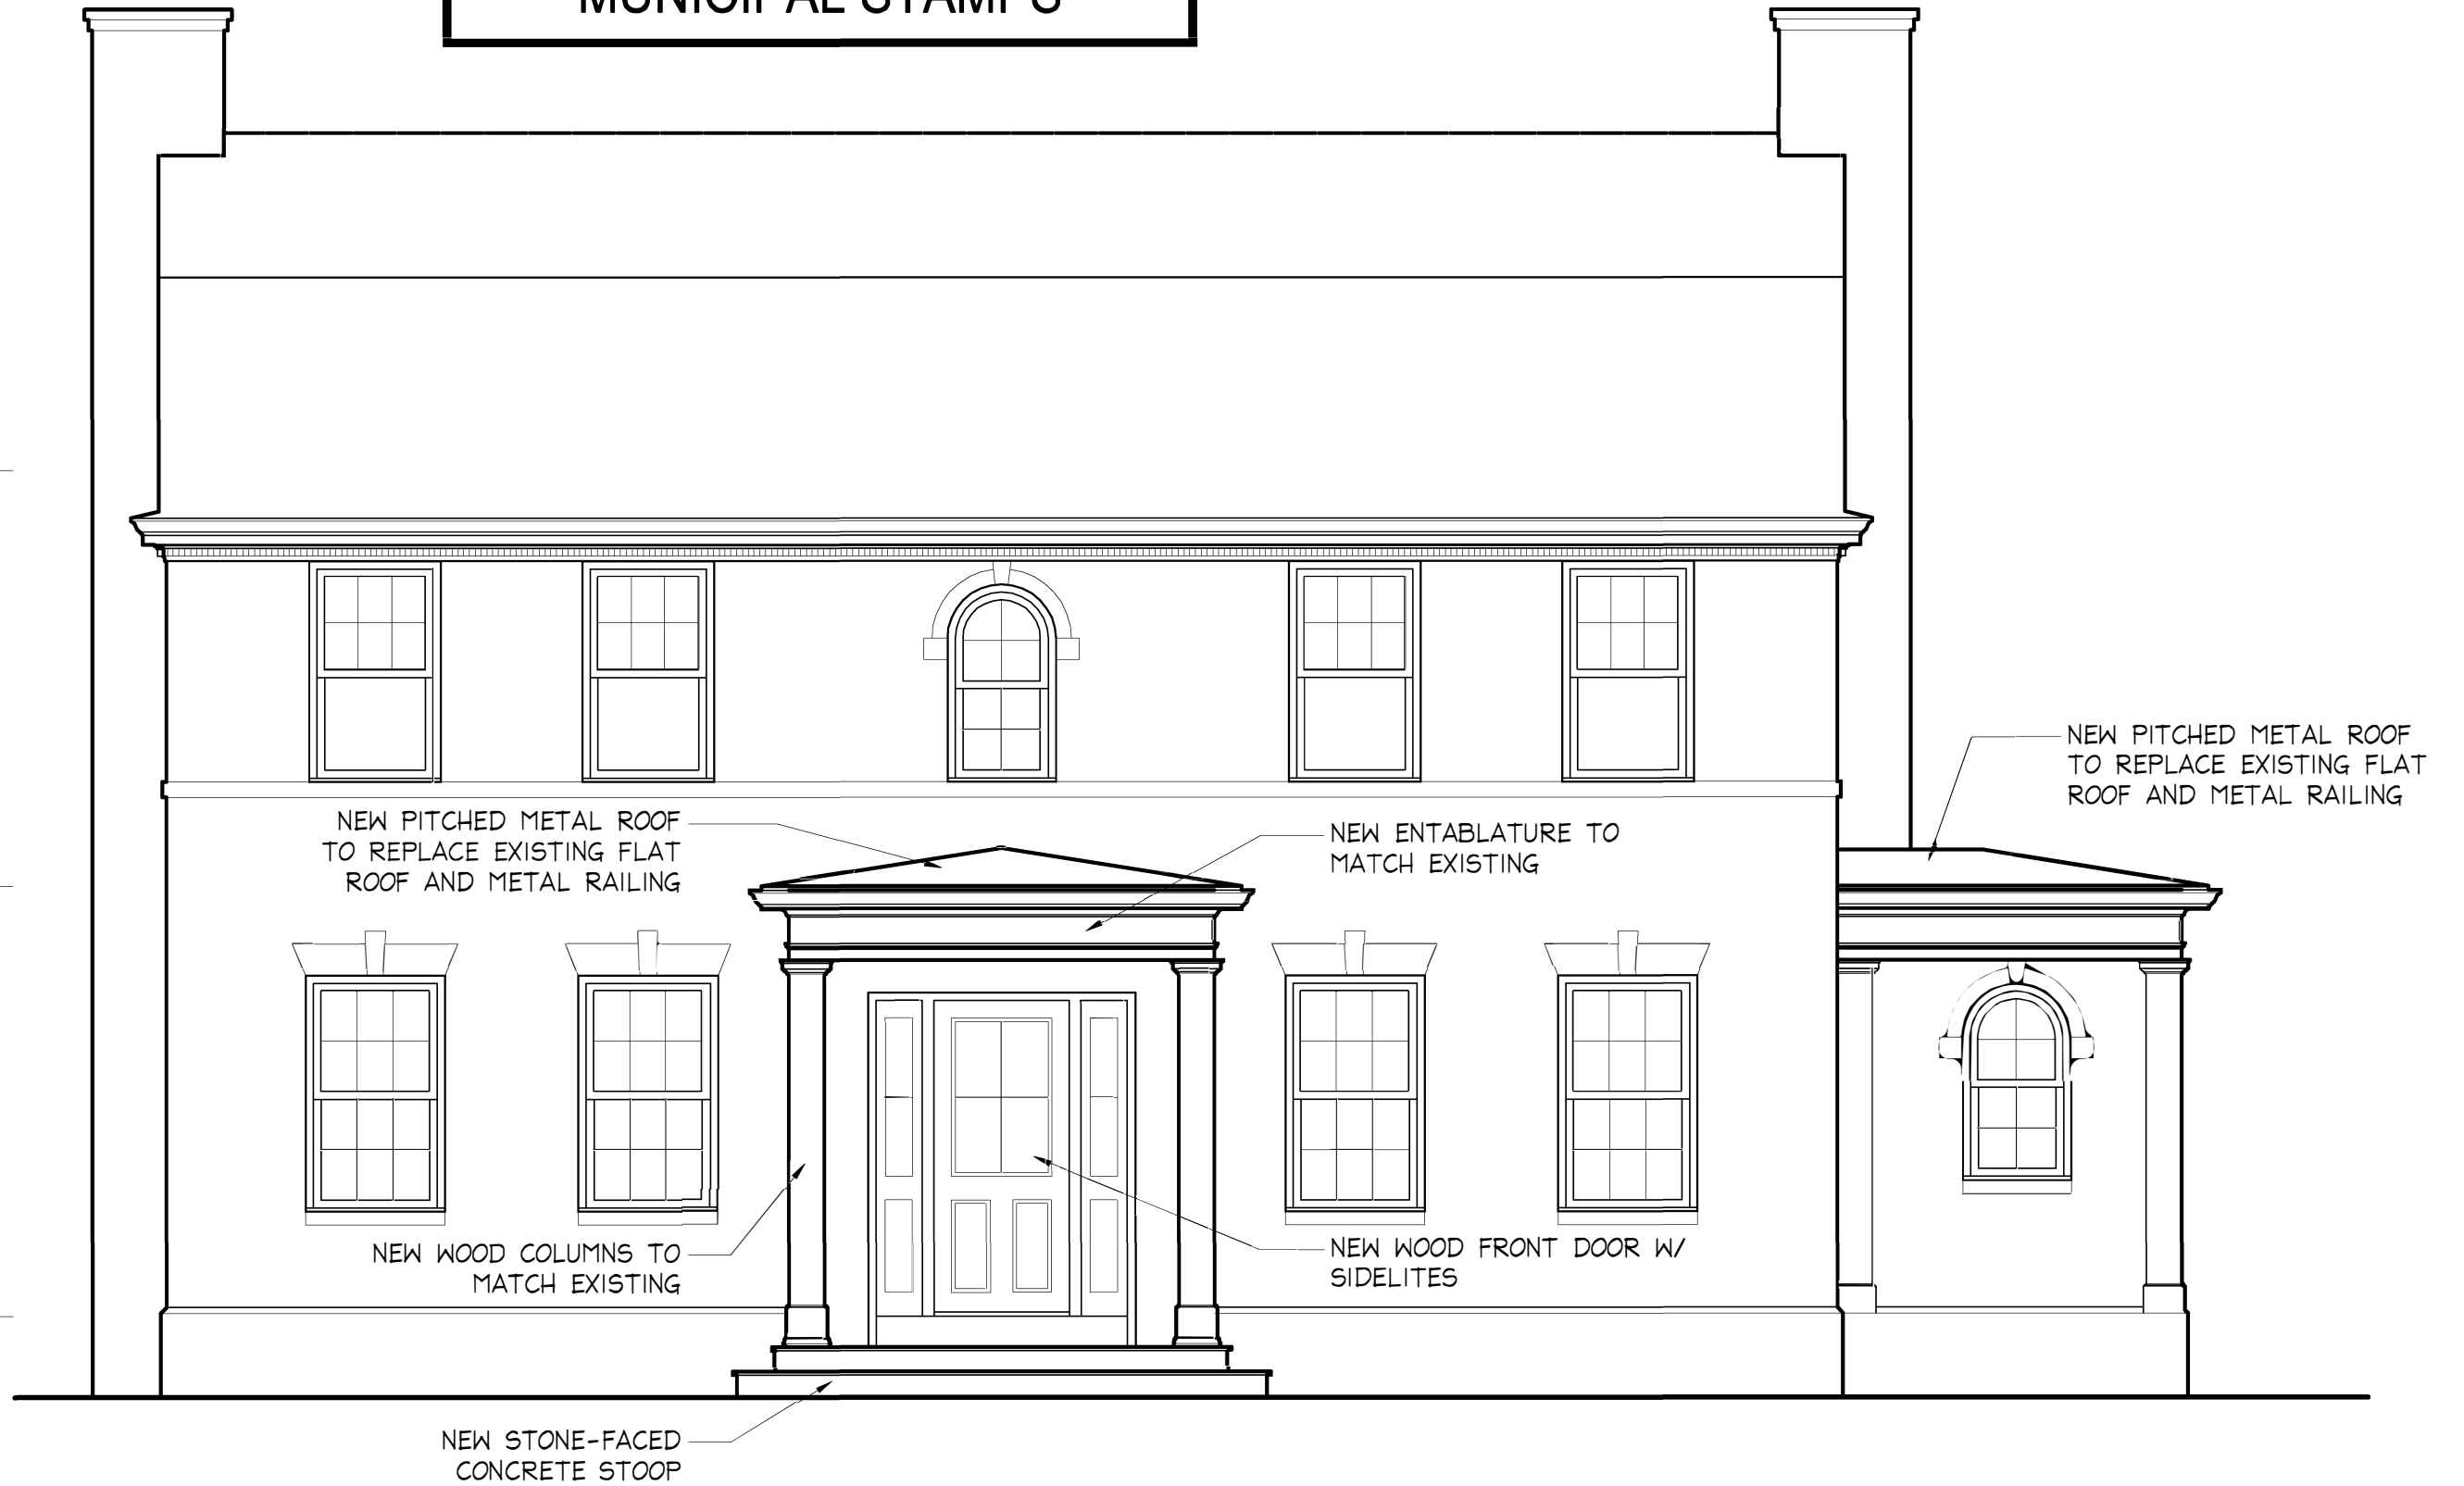 MUNICIPAL STAMPS
NEW PITCHED METAL ROOF
TO REPLACE EXISTING FLAT
ROOF AND METAL RAILING
NEW PITCHED METAL ROOF
TO REPLACE EXISTING FLAT
ROOF AND METAL RAILING
NEW ENTABLATURE TO
MATCH EXISTING
NEW WOOD COLUMNS TO
MATCH EXISTING
NEW WOOD FRONT DOOR W/
SIDELITES
NEW STONE-FACED
CONCRETE STOOP